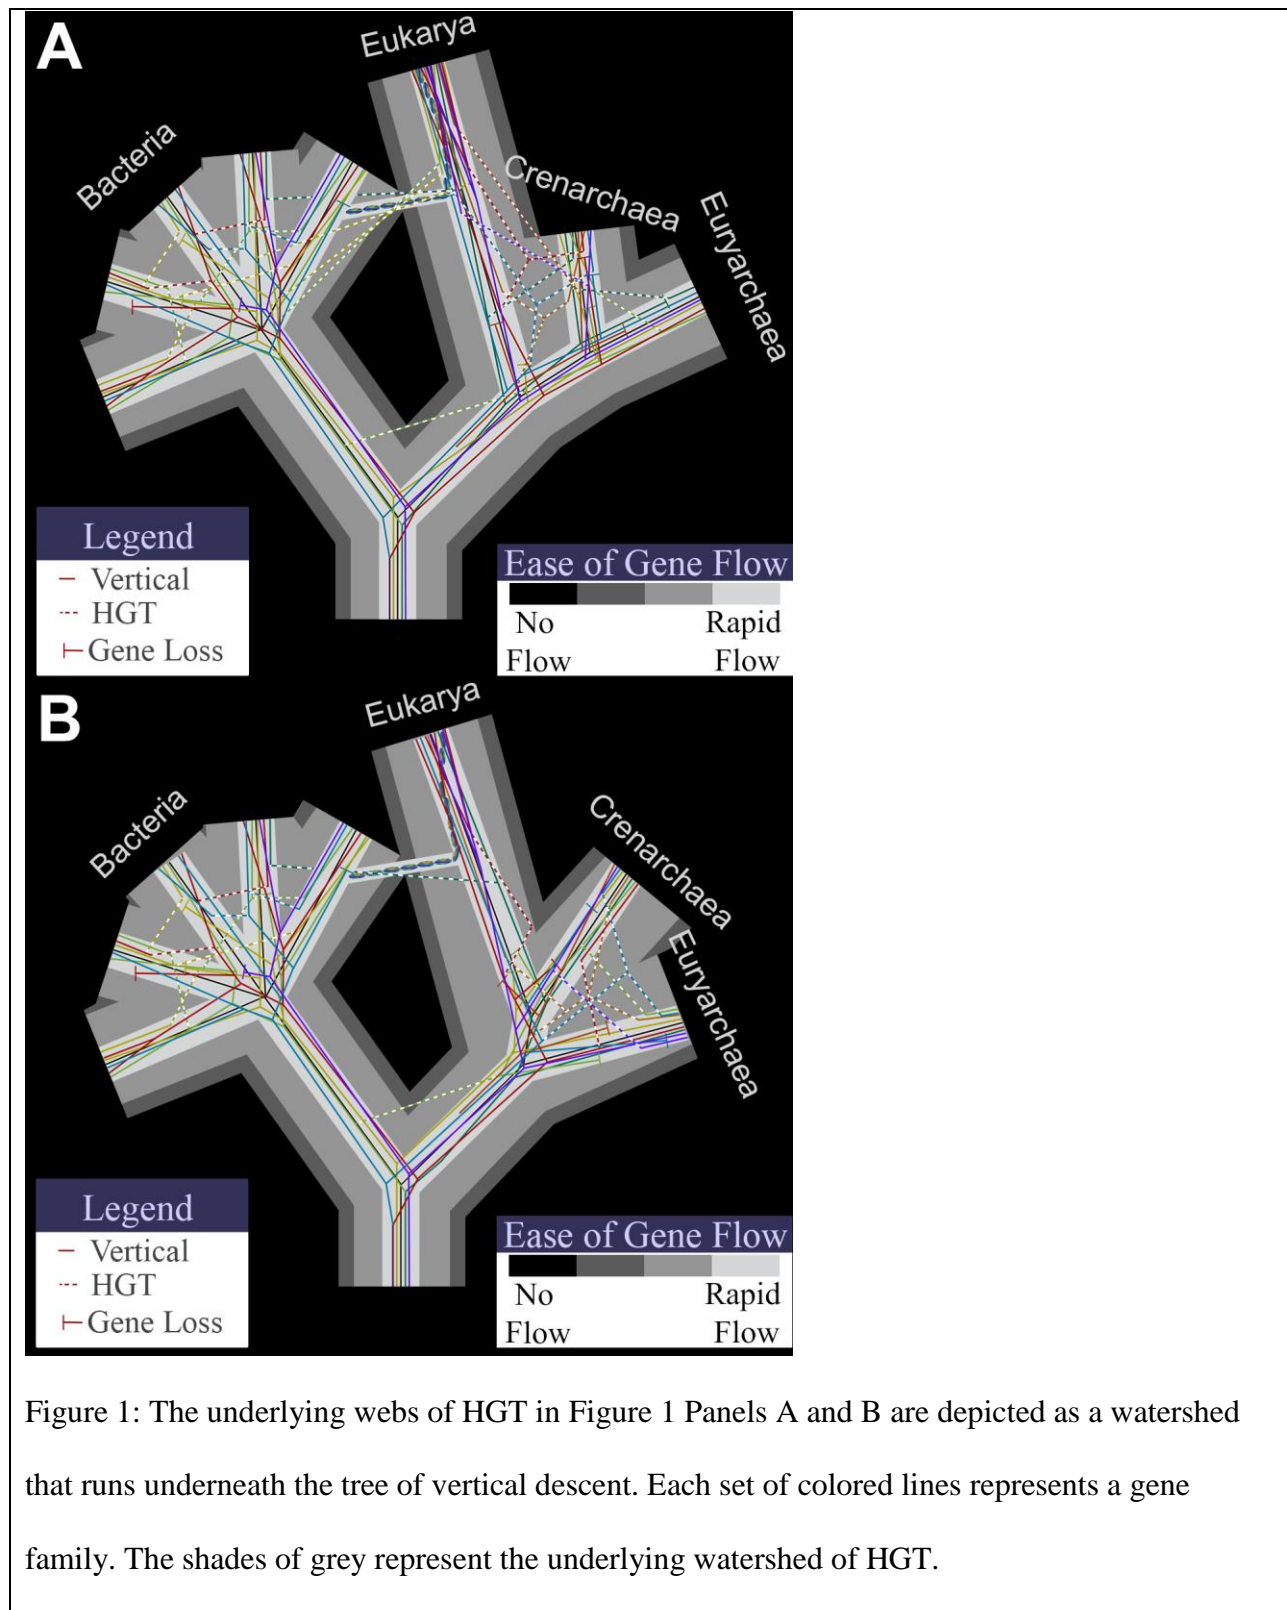 A
Eukarya
Bacteria
Crenarchaea
Euryarchaea
Legend
Vertical
HGT
Gene Loss
Ease of Gene Flow
No Rapid
Flow Flow
B
Eukarya
Bacteria
Crenarchaea
Euryarchaea
Legend
Vertical
HGT
Gene Loss
Ease of Gene Flow
No Rapid
Flow Flow
Figure 1: The underlying webs of HGT in Figure 1 Panels A and B are depicted as a watershed
that runs underneath the tree of vertical descent. Each set of colored lines represents a gene
family. The shades of grey represent the underlying watershed of HGT.